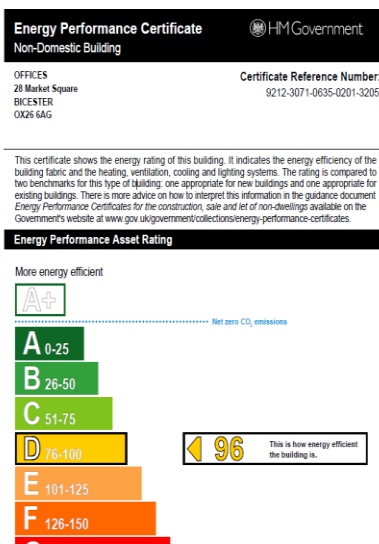 Energy Performance Certificate
HM Government
Non-Domestic Building
OFFICES
28 Market Square
BICESTER
OX26 6AG
Certificate Reference Number:
9212-3071-0635-0201-3205
This certificate shows the energy rating of this building. It indicates the energy efficiency of the
building fabric and the heating, ventilation, cooling and lighting systems. The rating is compared to
two benchmarks for this type of building: one appropriate for new buildings and one appropriate for
existing buildings. There is more advice on how to interpret this information in the guidance document
Energy Performance Certificates for the construction, sale and let of non-dwellings available on the
Government's website at www.gov.uk/government/collections/energy-performance-certificates.
Energy Performance Asset Rating
More energy efficient
A+
Net zero CO₂ emissions
A 0-25
B 26-50
C 51-75
D 76-100
96
This is how energy efficient
the building is.
E 101-125
F 126-150